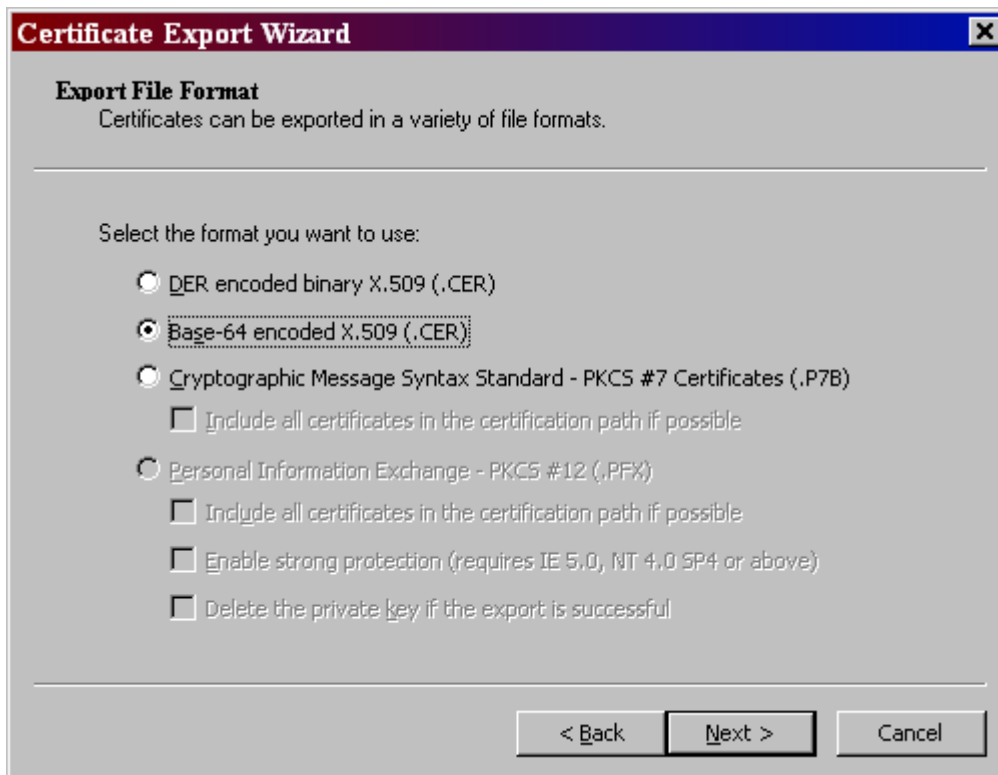 Certificate Export Wizard
Export File Format
Certificates can be exported in a variety of file formats.
Select the format you want to use:
DER encoded binary X.509 (.CER)
Base-64 encoded X.509 (.CER)
Cryptographic Message Syntax Standard - PKCS #7 Certificates (.P7B)
Include all certificates in the certification path if possible
Personal Information Exchange - PKCS #12 (.PFX)
Include all certificates in the certification path if possible
Enable strong protection (requires IE 5.0, NT 4.0 SP4 or above)
Delete the private key if the export is successful
< Back Next > Cancel